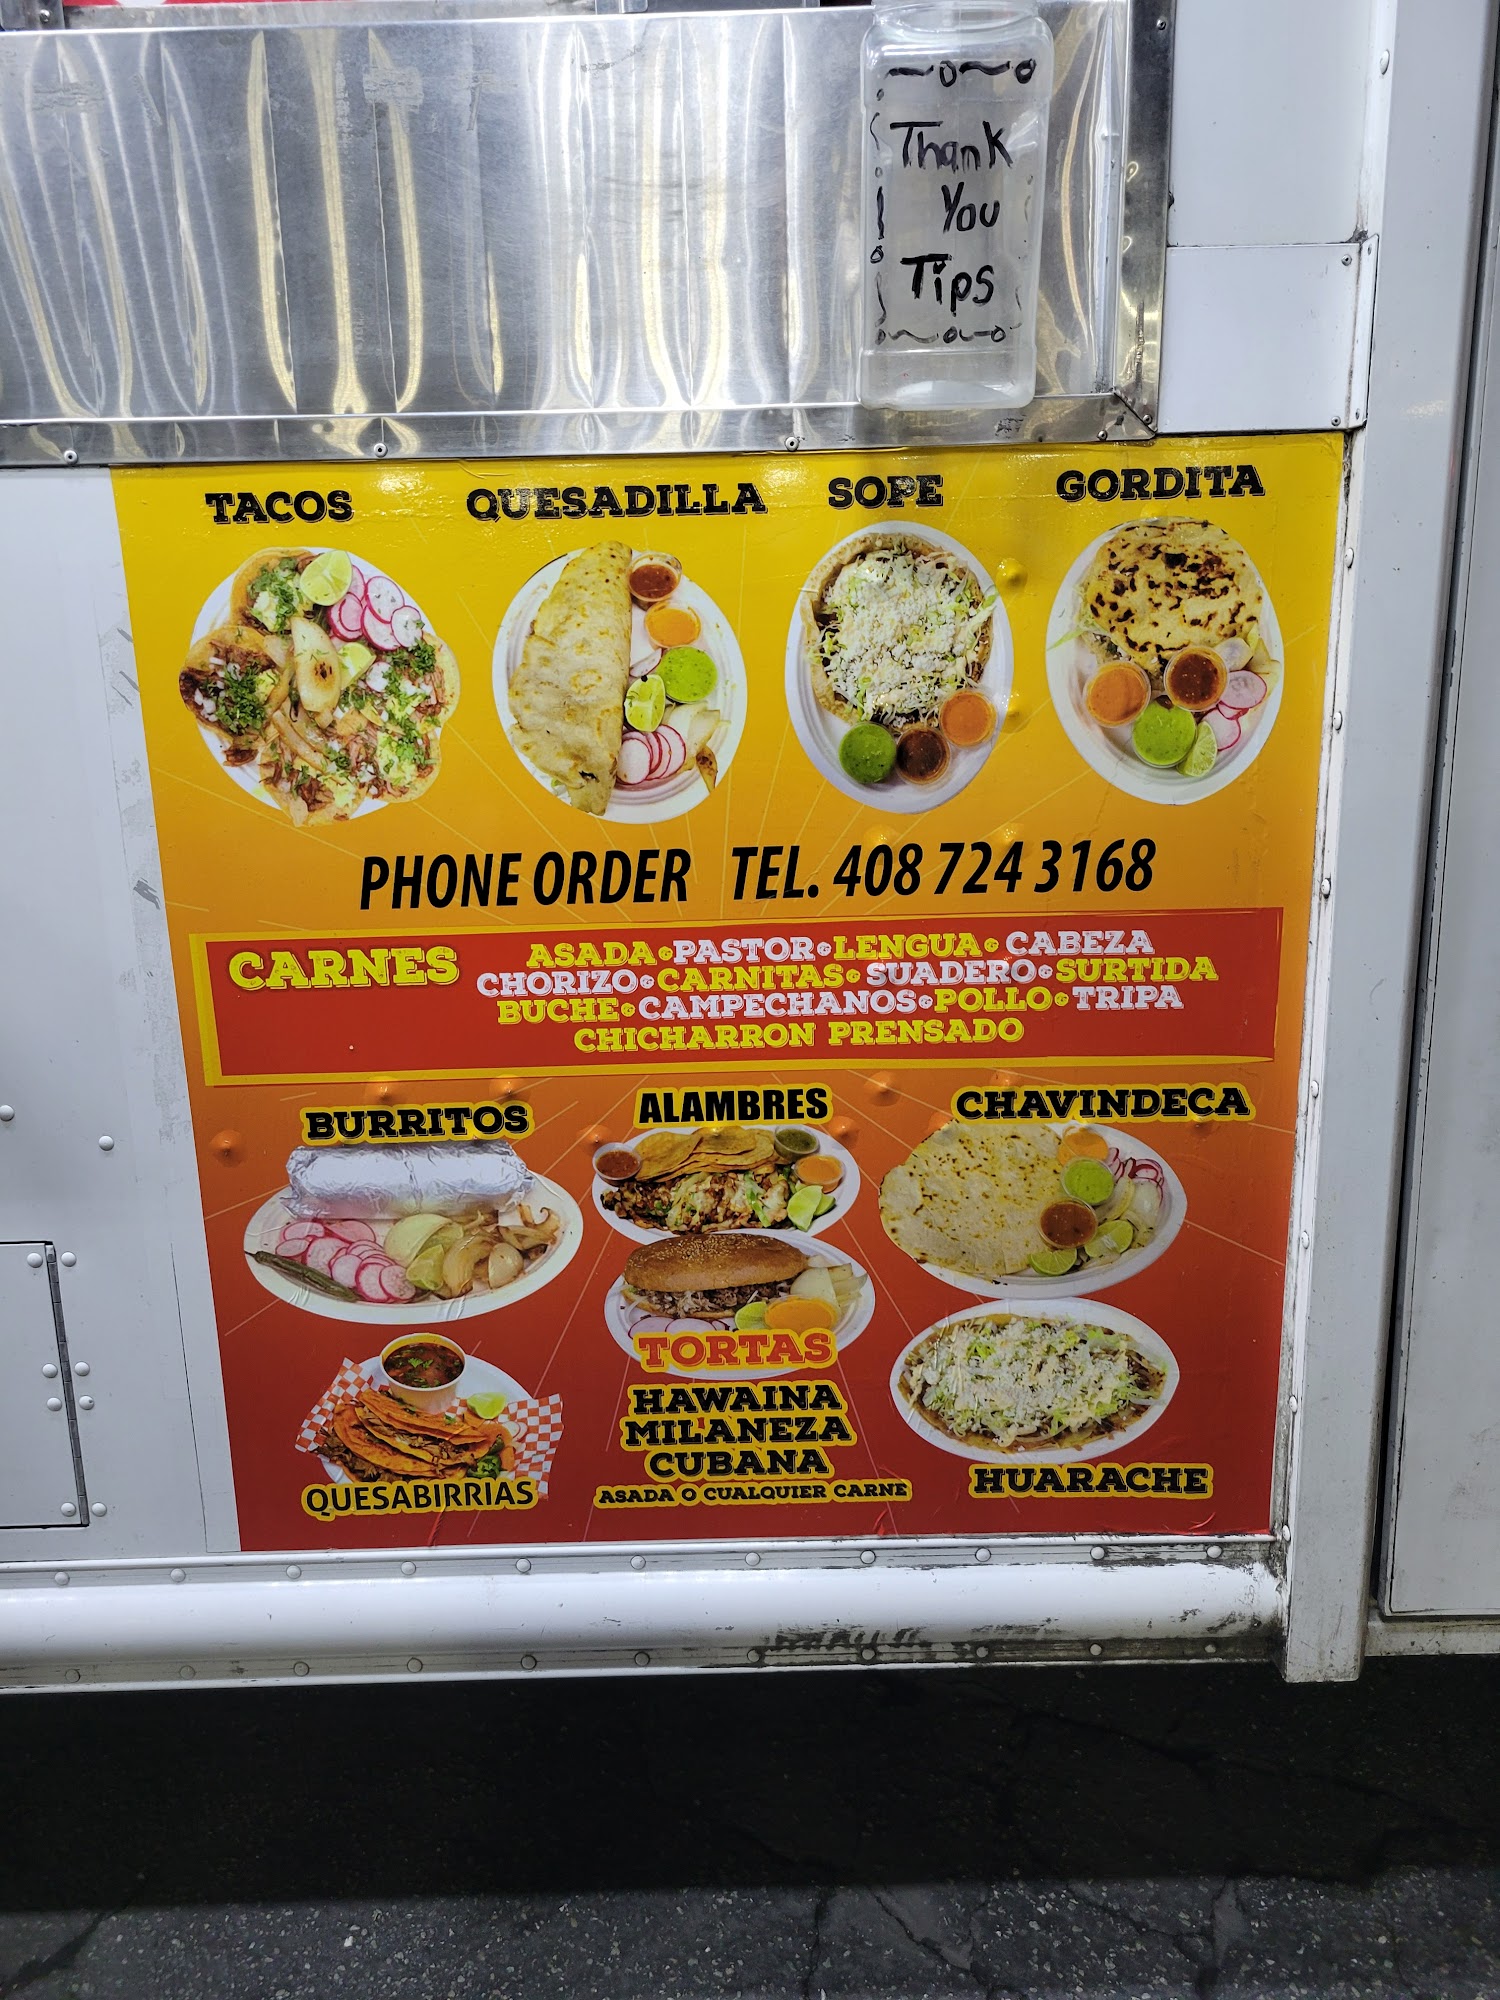 Thank
You
Tips
TACOS QUESADILLA SOPE GORDITA
PHONE ORDER TEL. 408 724 3168
CARNES
ASADA • PASTOR • LENGUA • CABEZA
CHORIZO • CARNITAS • SUADERO • SURTIDA
BUCHE • CAMPECHANOS • POLLO • TRIPA
CHICHARRON PRENSADO
BURRITOS ALAMBRES CHAVINDECA
TORTAS
HAWAINA
MILANEZA
CUBANA
ASADA O CUALQUIER CARNE
QUESABIRRIAS
HUARACHE